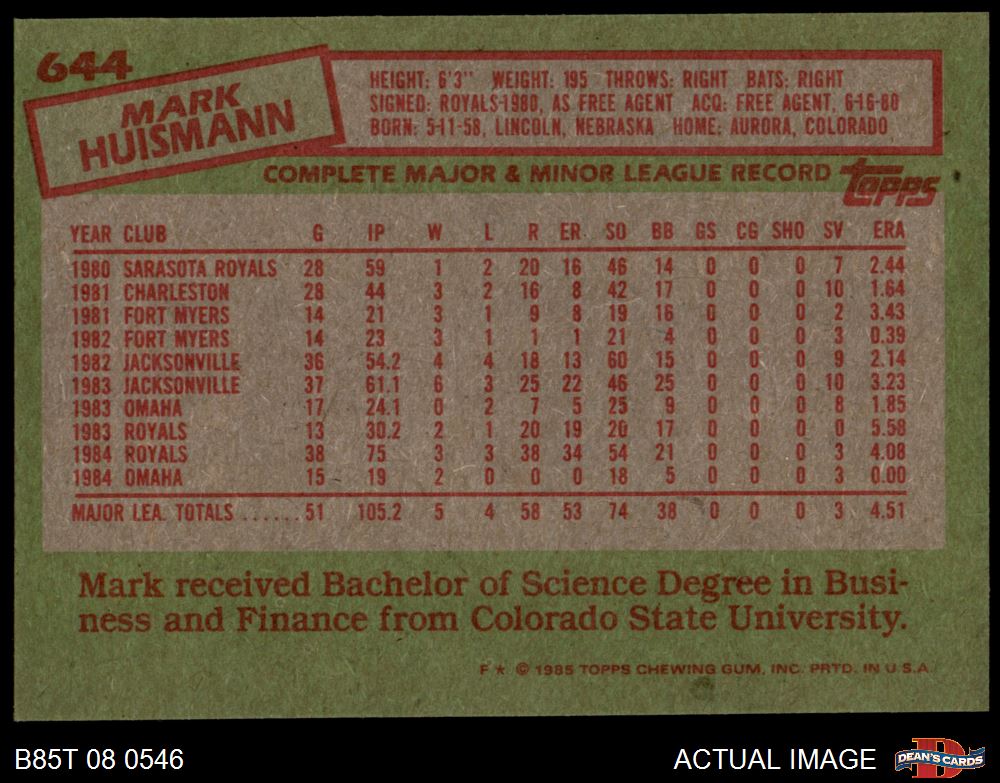 644
MARK
HUISMANN
HEIGHT: 6'3" WEIGHT: 195 THROWS: RIGHT BATS: RIGHT
SIGNED: ROYALS-1980, AS FREE AGENT ACQ: FREE AGENT, 6-16-80
BORN: 5-11-58, LINCOLN, NEBRASKA HOME: AURORA, COLORADO
COMPLETE MAJOR & MINOR LEAGUE RECORD topps
YEAR CLUB G IP W L R ER SO BB GS CG SHO SV ERA
1980 SARASOTA ROYALS 28 59 1 2 20 16 46 14 0 0 0 7 2.44
1981 CHARLESTON 28 44 3 2 16 8 42 17 0 0 0 10 1.64
1981 FORT MYERS 14 21 3 1 9 8 19 16 0 0 0 2 3.43
1982 FORT MYERS 14 23 3 1 1 1 21 4 0 0 0 3 0.39
1982 JACKSONVILLE 36 54.2 4 4 18 13 60 15 0 0 0 9 2.14
1983 JACKSONVILLE 37 61.1 6 3 25 22 46 25 0 0 0 10 3.23
1983 OMAHA 17 24.1 0 2 7 5 25 9 0 0 0 8 1.85
1983 ROYALS 13 30.2 2 1 20 19 20 17 0 0 0 0 5.58
1984 ROYALS 38 75 3 3 38 34 54 21 0 0 0 3 4.08
1984 OMAHA 15 19 2 0 0 0 18 5 0 0 0 3 0.00
MAJOR LEA. TOTALS ......51 105.2 5 4 58 53 74 38 0 0 0 3 4.51
Mark received Bachelor of Science Degree in Busi-
ness and Finance from Colorado State University.
F ★ © 1985 TOPPS CHEWING GUM, INC. PRTD. IN U.S.A.
B85T 08 0546 ACTUAL IMAGE D DEAN'S CARDS